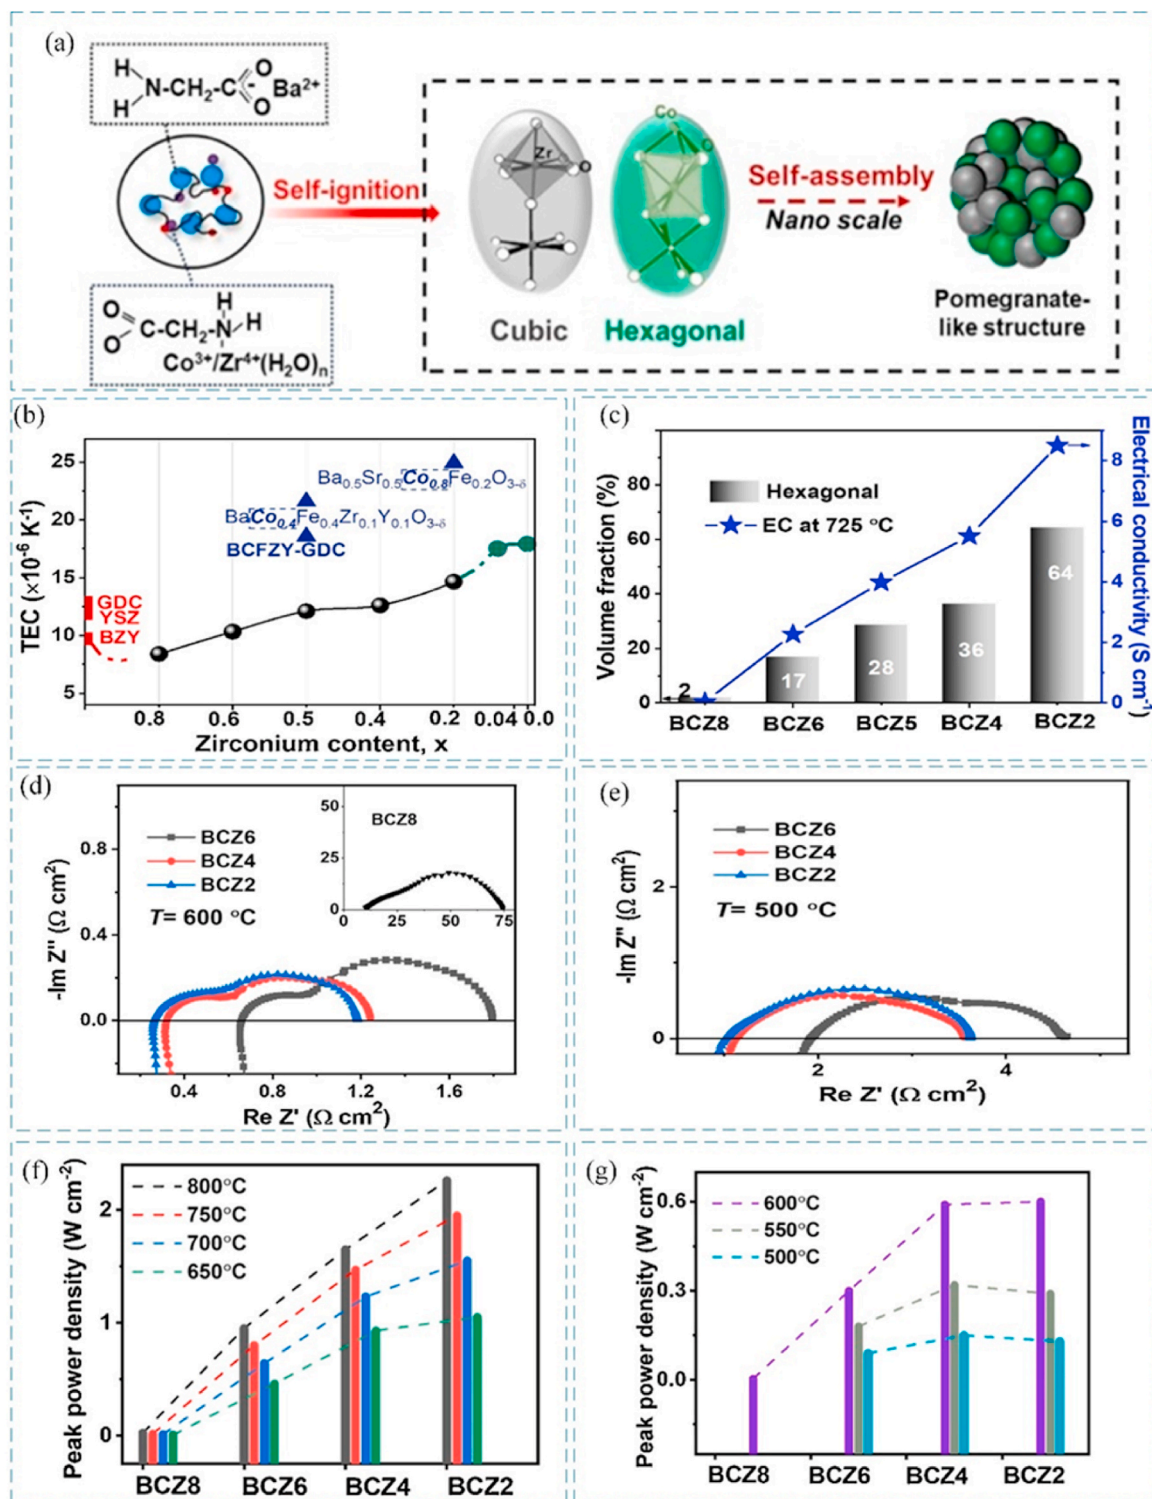 (a)
H
H
N-CH₂-C
O
O
- Ba²⁺
Self-ignition
O
O
C-CH₂-N
H
H
Co³⁺/Zr⁴⁺(H₂O)n
Zr
O
Cubic
Co
O
Hexagonal
Self-assembly
Nano scale
Pomegranate-
like structure
(b)
TEC (×10⁻⁶ K⁻¹)
25
20
15
10
5
Ba₀.₅Sr₀.₅Co₀.₈Fe₀.₂O₃₋δ
BaCo₀.₄Fe₀.₄Zr₀.₁Y₀.₁O₃₋δ
BCFZY-GDC
GDC
YSZ
BZY
0.8 0.6 0.5 0.4 0.2 0.04 0.0
Zirconium content, x
(c)
Volume fraction (%)
80
60
40
20
0
Hexagonal
EC at 725 °C
2
17
28
36
64
BCZ8 BCZ6 BCZ5 BCZ4 BCZ2
8
6
4
2
0
Electrical conductivity (S cm⁻¹)
(d)
-Im Z'' (Ω cm²)
0.8
0.4
0.0
BCZ6
BCZ4
BCZ2
T= 600 °C
BCZ8
50
25
0
0 25 50 75
0.4 0.8 1.2 1.6
Re Z' (Ω cm²)
(e)
-Im Z'' (Ω cm²)
2
0
BCZ6
BCZ4
BCZ2
T= 500 °C
2 4
Re Z' (Ω cm²)
(f)
Peak power density (W cm⁻²)
2
1
0
800°C
750°C
700°C
650°C
BCZ8 BCZ6 BCZ4 BCZ2
(g)
Peak power density (W cm⁻²)
0.6
0.3
0.0
600°C
550°C
500°C
BCZ8 BCZ6 BCZ4 BCZ2